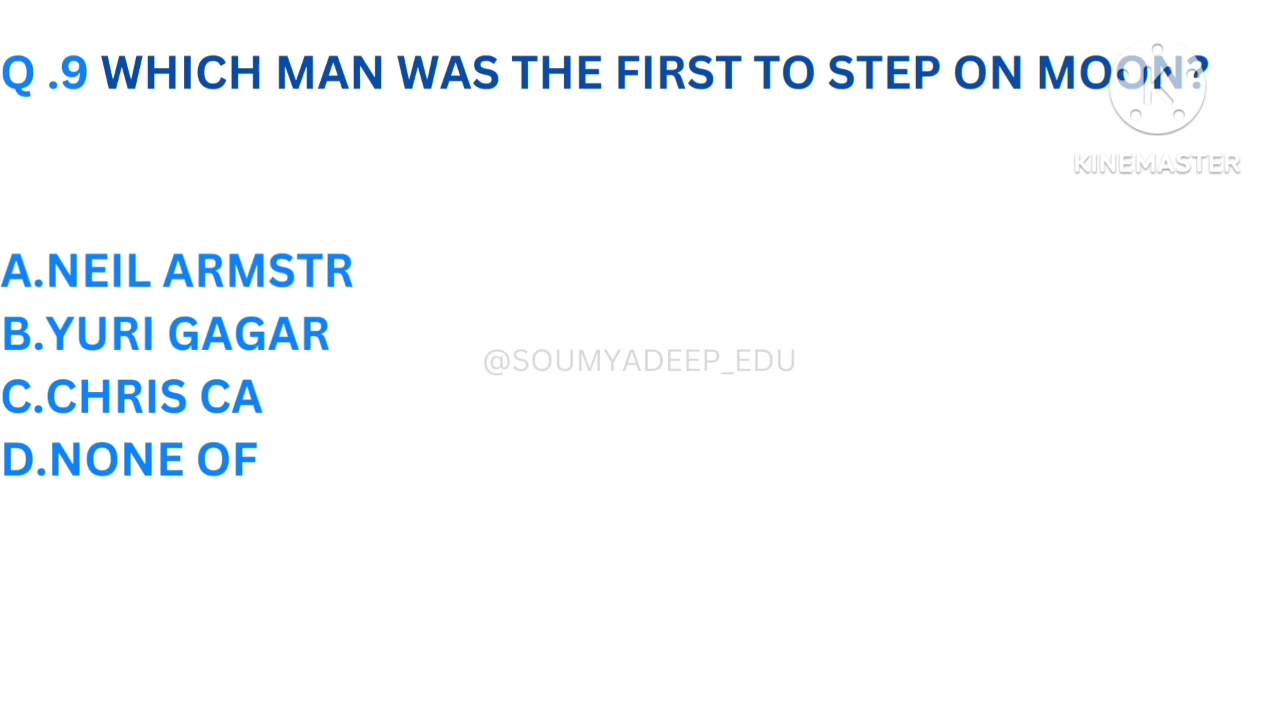 Q .9 WHICH MAN WAS THE FIRST TO STEP ON MOON?
KINEMASTER
A.NEIL ARMSTR
B.YURI GAGAR
@SOUMYADEEP_EDU
C.CHRIS CA
D.NONE OF